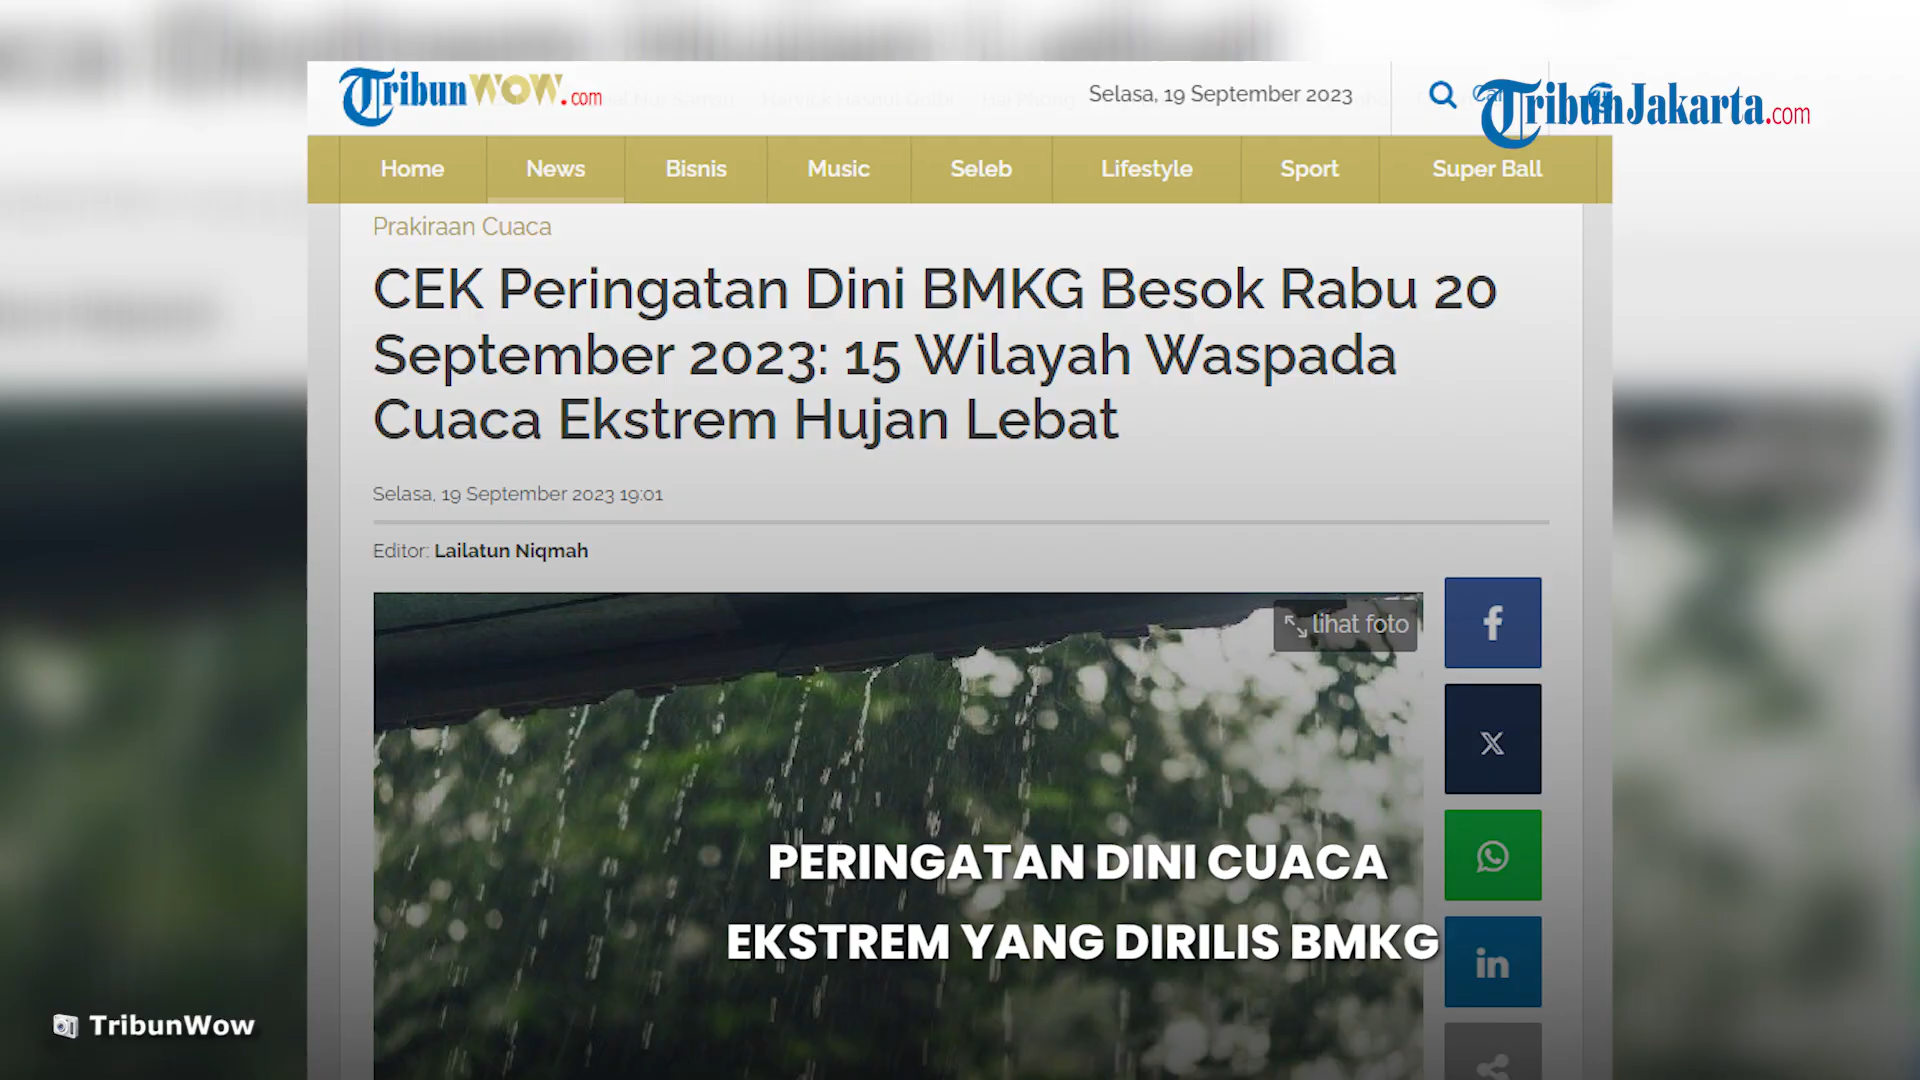 TribunWOW.com
Selasa, 19 September 2023
TribunJakarta.com
Home News Bisnis Music Seleb Lifestyle Sport Super Ball
Prakiraan Cuaca
CEK Peringatan Dini BMKG Besok Rabu 20
September 2023: 15 Wilayah Waspada
Cuaca Ekstrem Hujan Lebat
Selasa, 19 September 2023 19:01
Editor: Lailatun Niqmah
lihat foto
PERINGATAN DINI CUACA
EKSTREM YANG DIRILIS BMKG
TribunWow